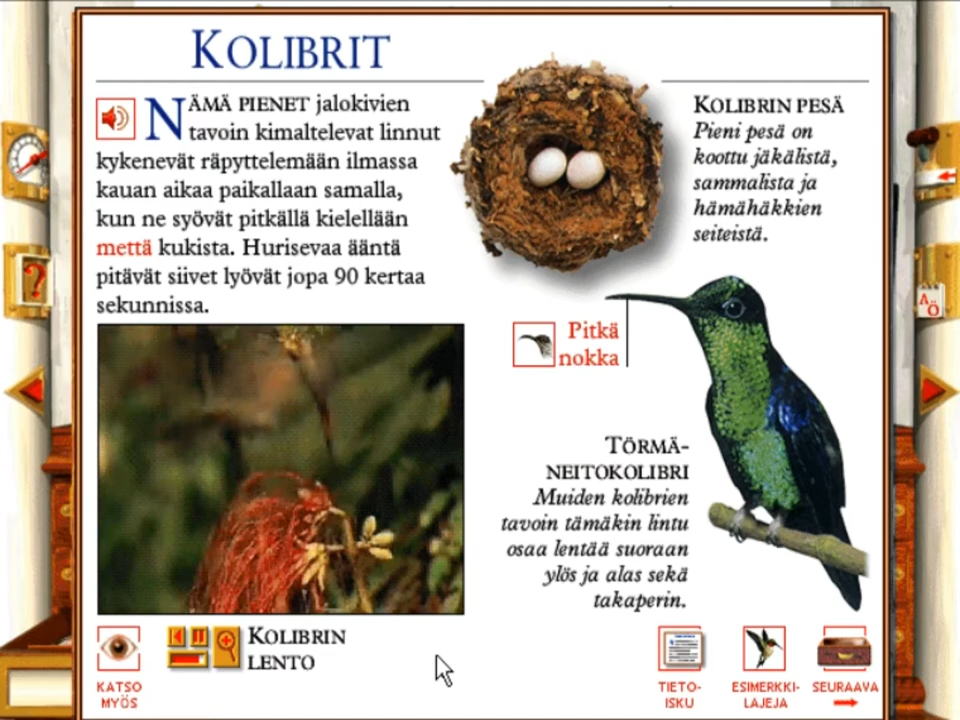 KOLIBRIT
NÄMÄ PIENET jalokivien
tavoin kimaltelevat linnut
kykenevät räpyttelemään ilmassa
kauan aikaa paikallaan samalla,
kun ne syövät pitkällä kielellään
mettä kukista. Hurisevaa ääntä
pitävät siivet lyövät jopa 90 kertaa
sekunnissa.
KOLIBRIN PESÄ
Pieni pesä on
koottu jäkälistä,
sammalista ja
hämähäkkien
seiteistä.
Pitkä
nokka
TÖRMÄ-
NEITOKOLIBRI
Muiden kolibrien
tavoin tämäkin lintu
osaa lentää suoraan
ylös ja alas sekä
takaperin.
KOLIBRIN
LENTO
KATSO
MYÖS
TIETO-
ISKU
ESIMERKKI-
LAJEJA
SEURAAVA
?
A
Ö